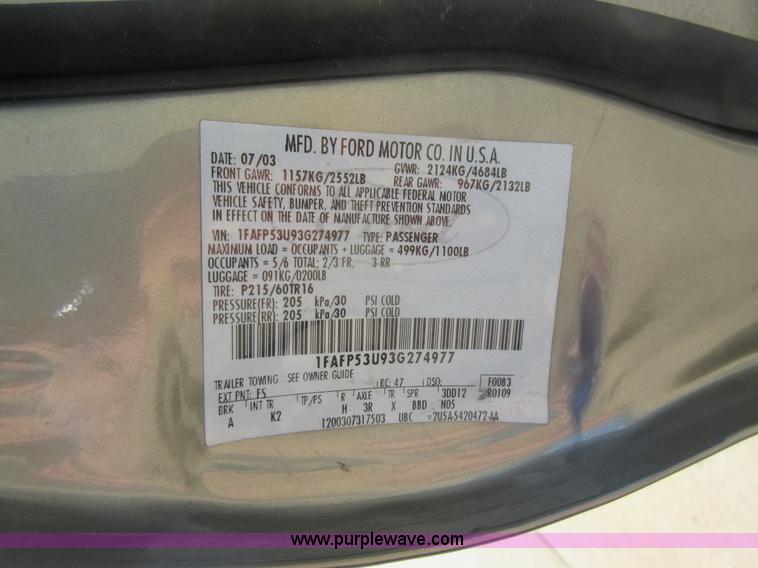 MFD. BY FORD MOTOR CO. IN U.S.A.
DATE: 07/03 GVWR: 2124KG/4684LB
FRONT GAWR: 1157KG/2552LB REAR GAWR: 967KG/2132LB
THIS VEHICLE CONFORMS TO ALL APPLICABLE FEDERAL MOTOR
VEHICLE SAFETY, BUMPER, AND THEFT PREVENTION STANDARDS
IN EFFECT ON THE DATE OF MANUFACTURE SHOWN ABOVE.
VIN: 1FAFP53U93G274977 TYPE: PASSENGER
MAXIMUM LOAD = OCCUPANTS + LUGGAGE = 499KG/1100LB
OCCUPANTS = 5/6 TOTAL; 2/3 FR, 3 RR
LUGGAGE = 091KG/0200LB
TIRE: P215/60TR16
PRESSURE(FR): 205 kPa/30 PSI COLD
PRESSURE(RR): 205 kPa/30 PSI COLD
1FAFP53U93G274977
TRAILER TOWING - SEE OWNER GUIDE
EXT PNT: FS RC: 47 DSO: F0083
BRK INT TR TP/PS R AXLE TR SPR 3DD12 R0109
A K2 H 3R X BBD N05
1200307317503 UBC 2U5A-5420472-AA
www.purplewave.com